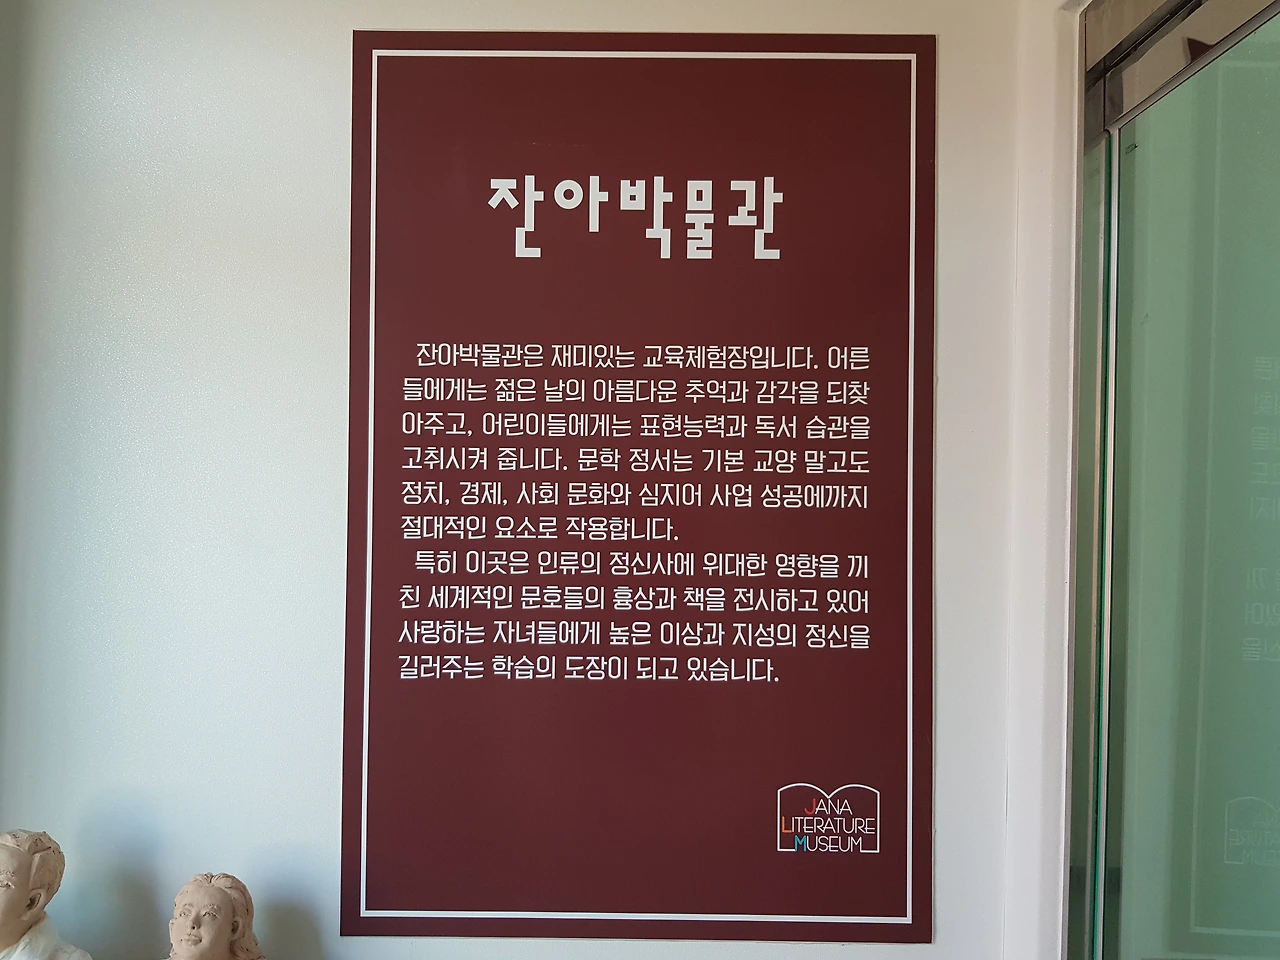 잔아박물관
잔아박물관은 재미있는 교육체험장입니다. 어른
들에게는 젊은 날의 아름다운 추억과 감각을 되찾
아주고, 어린이들에게는 표현능력과 독서 습관을
고취시켜 줍니다. 문학 정서는 기본 교양 말고도
정치, 경제, 사회 문화와 심지어 사업 성공에까지
절대적인 요소로 작용합니다.
특히 이곳은 인류의 정신사에 위대한 영향을 끼
친 세계적인 문호들의 흉상과 책을 전시하고 있어
사랑하는 자녀들에게 높은 이상과 지성의 정신을
길러주는 학습의 도장이 되고 있습니다.
JANA
LITERATURE
MUSEUM